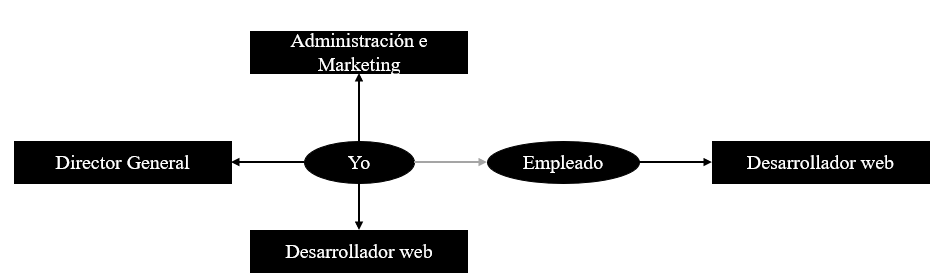 Administración e
Marketing
Director General
Yo
Empleado
Desarrollador web
Desarrollador web